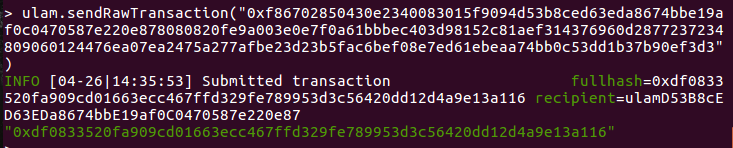 > ulam.sendRawTransaction("0xf86702850430e2340083015f9094d53b8ced63eda8674bbe19a
f0c0470587e220e878080820fe9a003e0e7f0a61bbbec403d98152c81aef314376960d2877237234
809060124476ea07ea2475a277afbe23d23b5fac6bef08e7ed61ebeaa74bb0c53dd1b37b90ef3d3"
)
INFO [04-26|14:35:53] Submitted transaction fullhash=0xdf0833
520fa909cd01663ecc467ffd329fe789953d3c56420dd12d4a9e13a116 recipient=ulamD53B8cE
D63EDa8674bbE19af0C0470587e220e87
"0xdf0833520fa909cd01663ecc467ffd329fe789953d3c56420dd12d4a9e13a116"
>